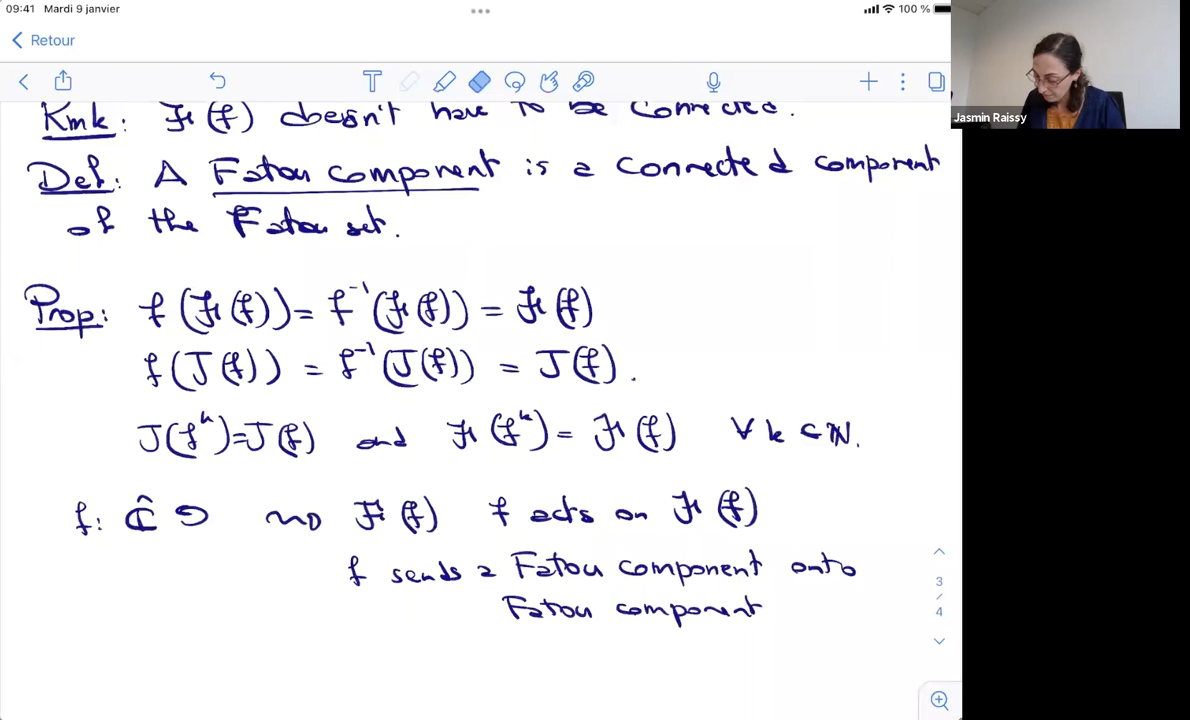 09:41 Mardi 9 janvier
100 %
Retour
Jasmin Raissy
Rmk: F(f) doesn't have to be connected.
Def: A Fatou component is a connected component
of the Fatou set.
Prop: f(F(f)) = f⁻¹(F(f)) = F(f)
f(J(f)) = f⁻¹(J(f)) = J(f).
J(fᵏ)=J(f) and F(fᵏ) = F(f) ∀ k ∈ ℕ.
f: Ĉ ↺ ⇝ F(f) f acts on F(f)
f sends a Fatou component onto
Fatou component
3
/
4